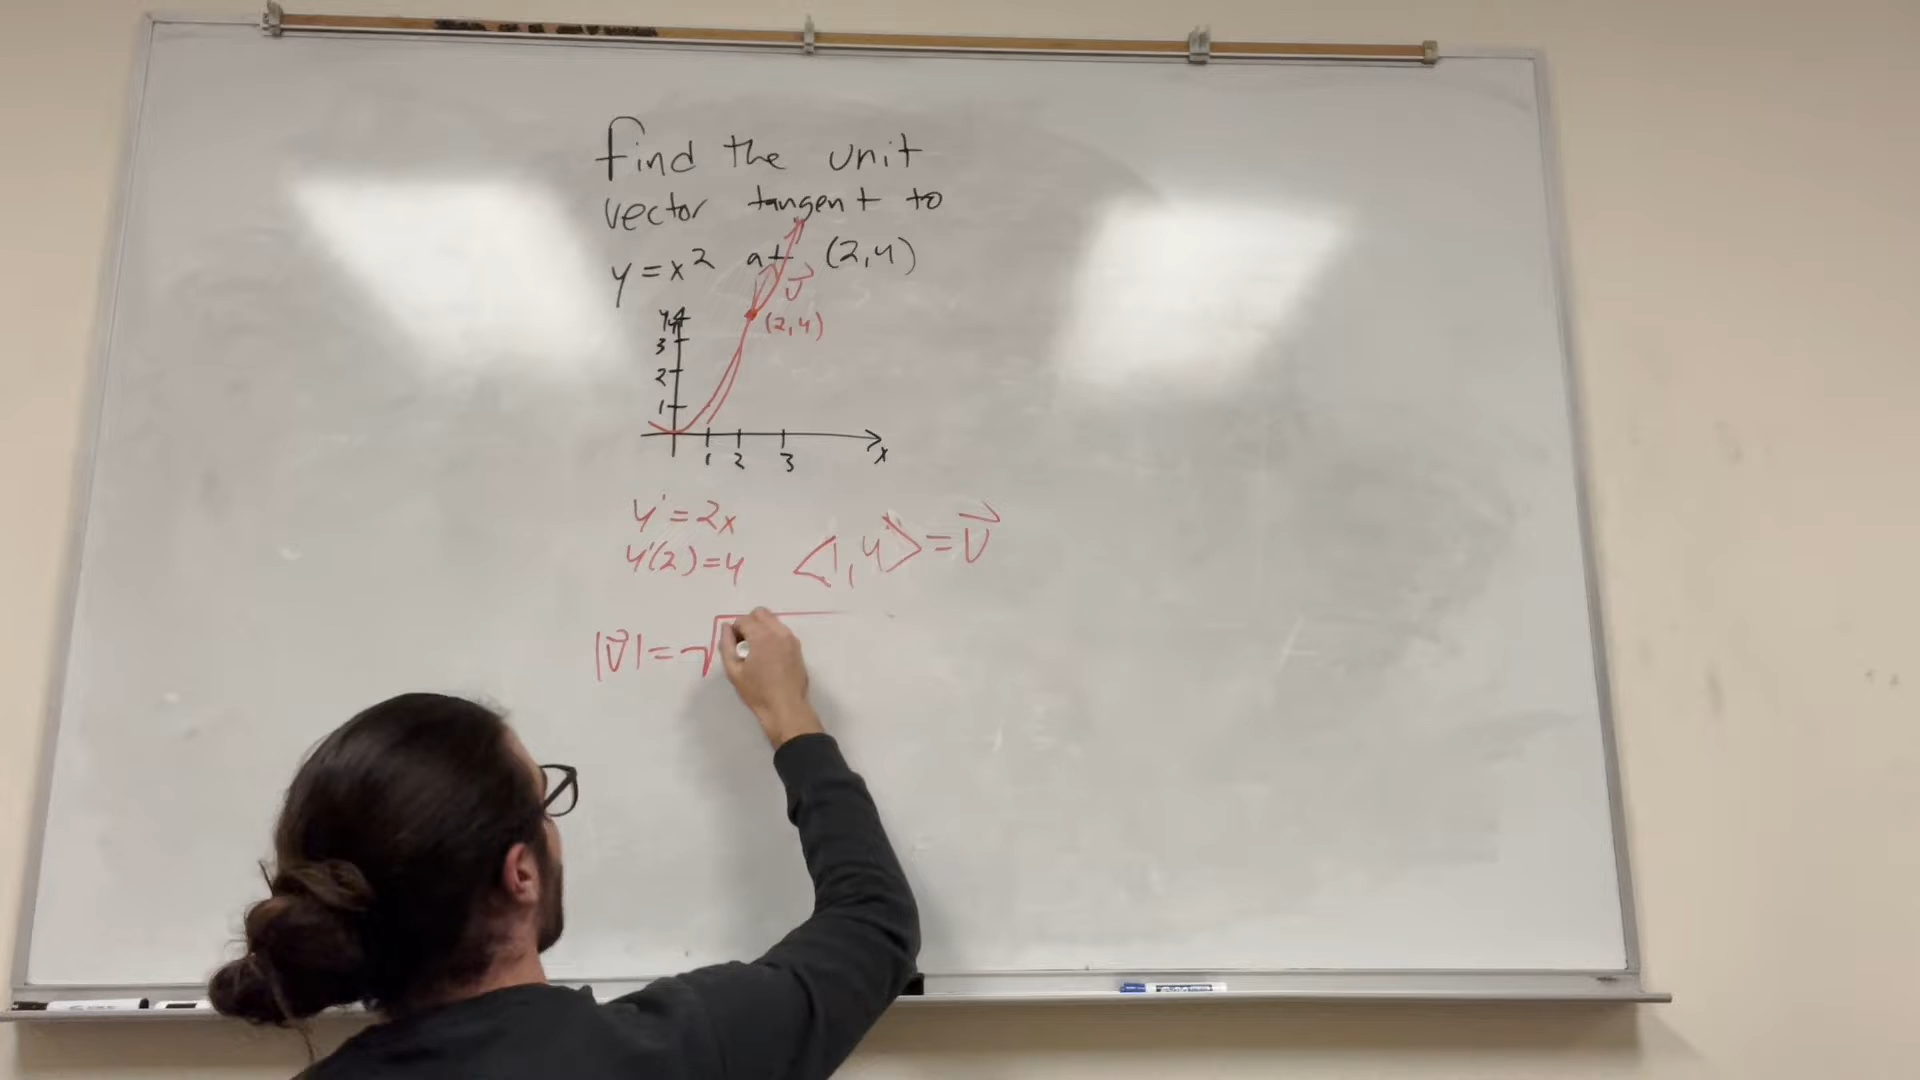 find the unit
vector tangent to
y = x² at (2,4)
v⃗
y
4
(2,4)
3
2
1
1 2 3 x
y' = 2x
y'(2) = 4 <1,4> = v⃗
|v⃗| = √